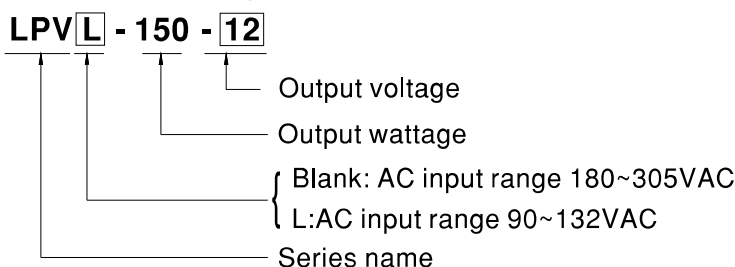 LPV L - 150 - 12
Output voltage
Output wattage
Blank: AC input range 180~305VAC
L:AC input range 90~132VAC
Series name